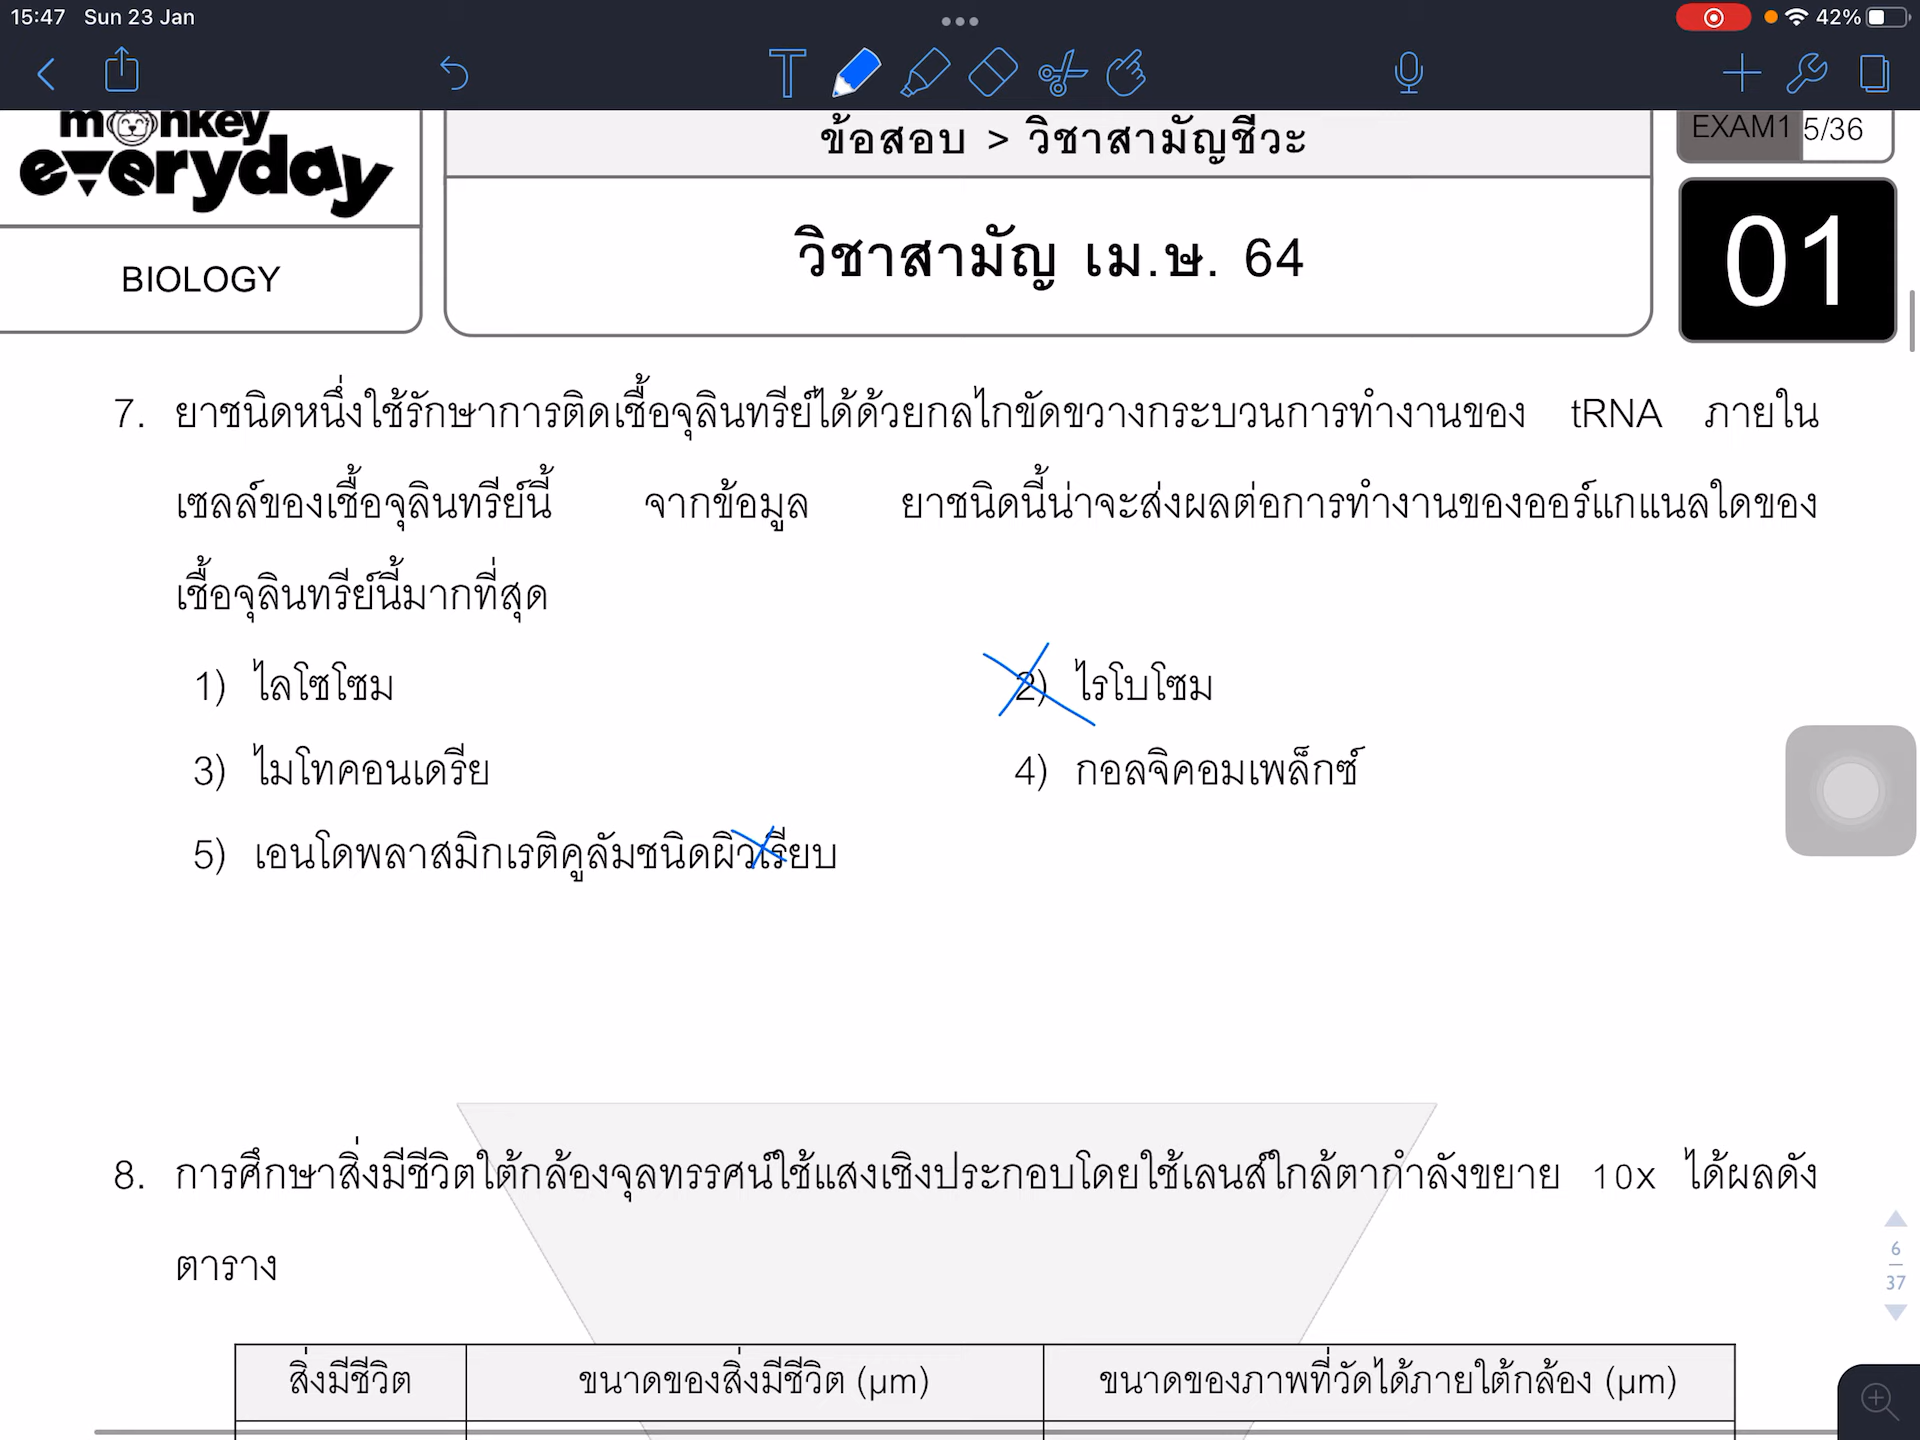 15:47 Sun 23 Jan
42%
monkey
everyday
BIOLOGY
ข้อสอบ > วิชาสามัญชีวะ
วิชาสามัญ เม.ษ. 64
EXAM1 5/36
01
7. ยาชนิดหนึ่งใช้รักษาการติดเชื้อจุลินทรีย์ได้ด้วยกลไกขัดขวางกระบวนการทำงานของ tRNA ภายใน
เซลล์ของเชื้อจุลินทรีย์นี้ จากข้อมูล ยาชนิดนี้น่าจะส่งผลต่อการทำงานของออร์แกแนลใดของ
เชื้อจุลินทรีย์นี้มากที่สุด
1) ไลโซโซม
2) ไรโบโซม
3) ไมโทคอนเดรีย
4) กอลจิคอมเพล็กซ์
5) เอนโดพลาสมิกเรติคูลัมชนิดผิวเรียบ
8. การศึกษาสิ่งมีชีวิตใต้กล้องจุลทรรศน์ใช้แสงเชิงประกอบโดยใช้เลนส์ใกล้ตากำลังขยาย 10x ได้ผลดัง
ตาราง
สิ่งมีชีวิต
ขนาดของสิ่งมีชีวิต (µm)
ขนาดของภาพที่วัดได้ภายใต้กล้อง (µm)
6
37